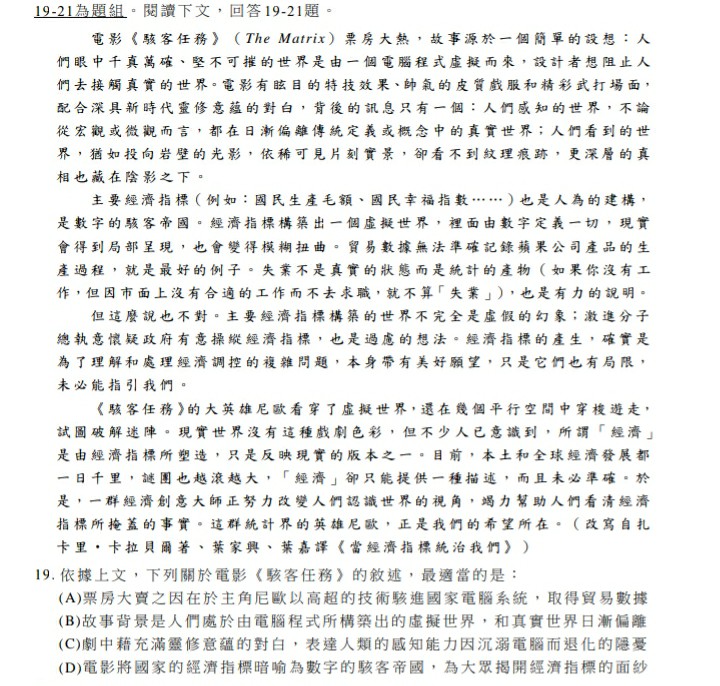 19-21為題組。閱讀下文，回答19-21題。
電影《駭客任務》（The Matrix）票房大熱，故事源於一個簡單的設想：人
們眼中千真萬確、堅不可摧的世界是由一個電腦程式虛擬而來，設計者想阻止人
們去接觸真實的世界。電影有眩目的特技效果、帥氣的皮質戲服和精彩武打場面，
配合深具新時代靈修意蘊的對白，背後的訊息只有一個：人們感知的世界，不論
從宏觀或微觀而言，都在日漸偏離傳統定義或概念中的真實世界；人們看到的世
界，猶如投向岩壁的光影，依稀可見片刻實景，卻看不到紋理痕跡，更深層的真
相也藏在陰影之下。
主要經濟指標（例如：國民生產毛額、國民幸福指數……）也是人為的建構，
是數字的駭客帝國。經濟指標構築出一個虛擬世界，裡面由數字定義一切，現實
會得到局部呈現，也會變得模糊扭曲。貿易數據無法準確記錄蘋果公司產品的生
產過程，就是最好的例子。失業不是真實的狀態而是統計的產物（如果你沒有工
作，但因市面上沒有合適的工作而不去求職，就不算「失業」），也是有力的說明。
但這麼說也不對。主要經濟指標構築的世界不完全是虛假的幻象；激進分子
總執意懷疑政府有意操縱經濟指標，也是過慮的想法。經濟指標的產生，確實是
為了理解和處理經濟調控的複雜問題，本身帶有美好願望，只是它們也有局限，
未必能指引我們。
《駭客任務》的大英雄尼歐看穿了虛擬世界，還在幾個平行空間中穿梭遊走，
試圖破解迷陣。現實世界沒有這種戲劇色彩，但不少人已意識到，所謂「經濟」
是由經濟指標所塑造，只是反映現實的版本之一。目前，本土和全球經濟發展都
一日千里，謎團也越滾越大，「經濟」卻只能提供一種描述，而且未必準確。於
是，一群經濟創意大師正努力改變人們認識世界的視角，竭力幫助人們看清經濟
指標所掩蓋的事實。這群統計界的英雄尼歐，正是我們的希望所在。（改寫自扎
卡里·卡拉貝爾著、葉家興、葉嘉譯《當經濟指標統治我們》）
19.依據上文，下列關於電影《駭客任務》的敘述，最適當的是：
(A)票房大賣之因在於主角尼歐以高超的技術駭進國家電腦系統，取得貿易數據
(B)故事背景是人們處於由電腦程式所構築出的虛擬世界，和真實世界日漸偏離
(C)劇中藉充滿靈修意蘊的對白，表達人類的感知能力因沉溺電腦而退化的隱憂
(D)電影將國家的經濟指標暗喻為數字的駭客帝國，為大眾揭開經濟指標的面紗